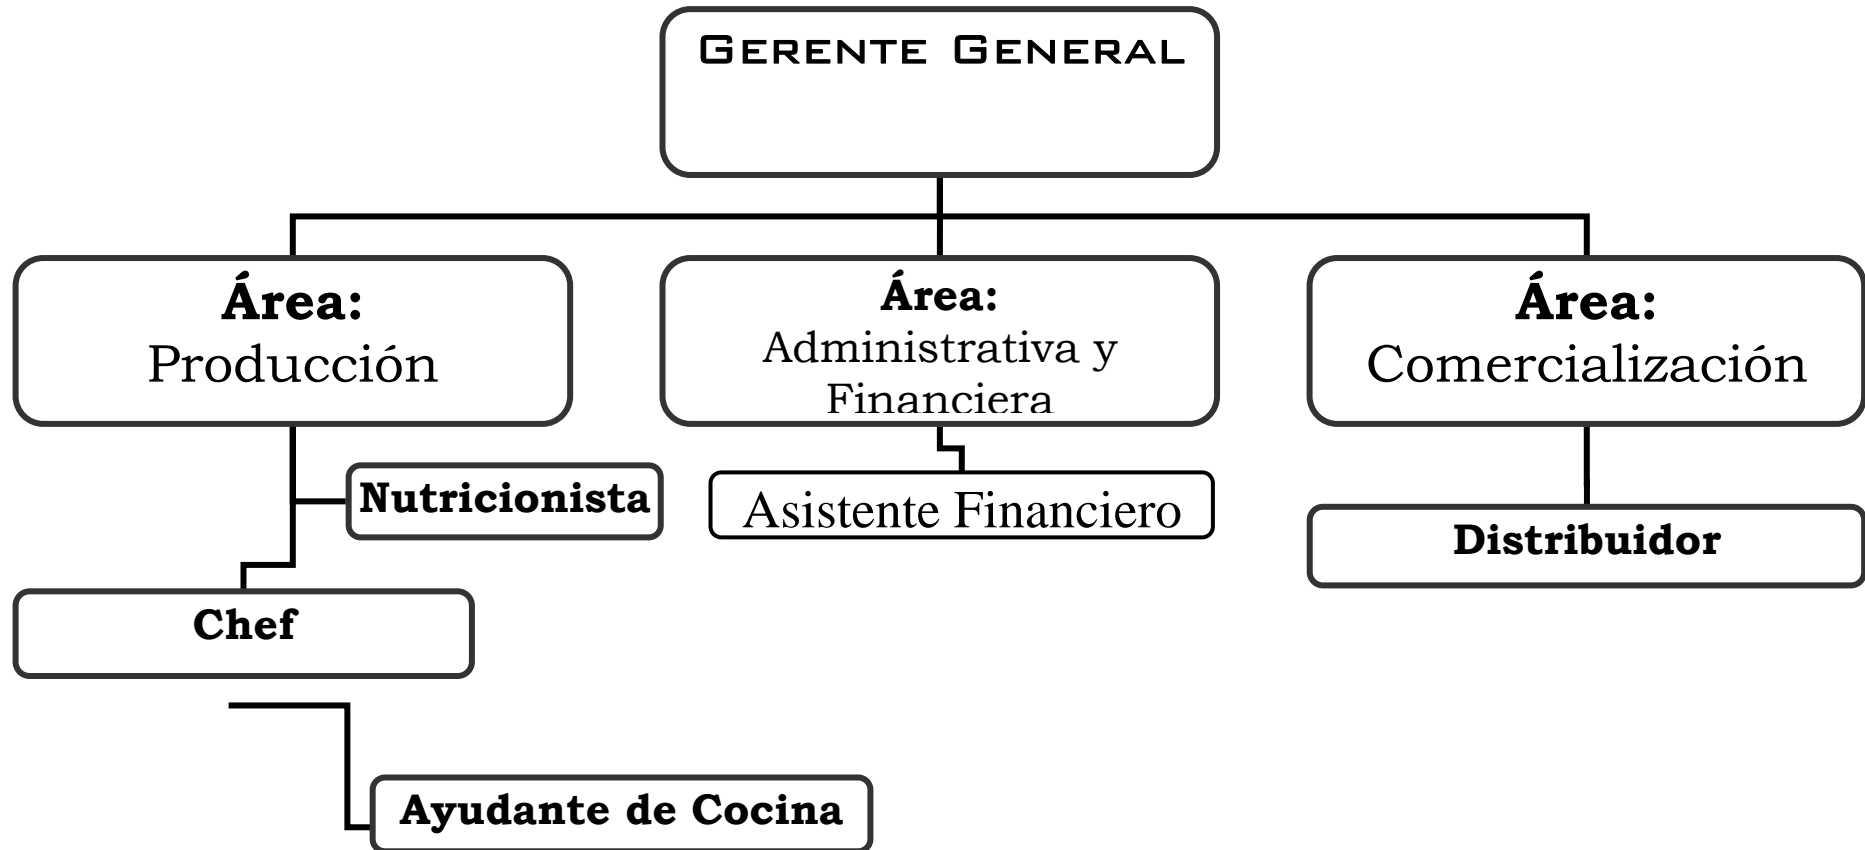 GERENTE GENERAL
Área:
Producción
Área:
Administrativa y
Financiera
Área:
Comercialización
Nutricionista
Asistente Financiero
Distribuidor
Chef
Ayudante de Cocina